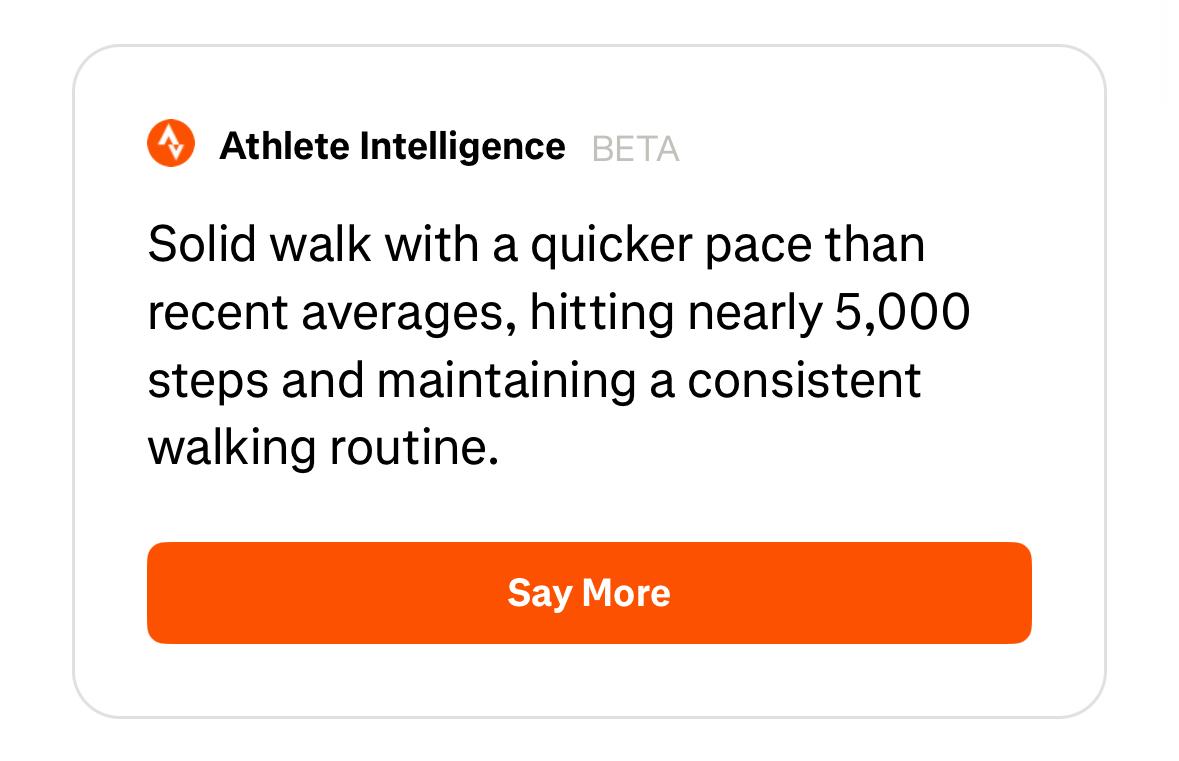 Athlete Intelligence BETA
Solid walk with a quicker pace than
recent averages, hitting nearly 5,000
steps and maintaining a consistent
walking routine.
Say More